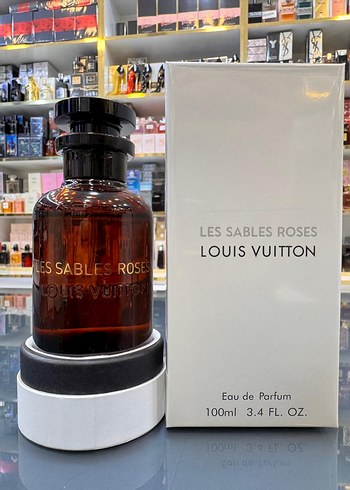 LES SABLES ROSES
LOUIS VUITTON
LES SABLES ROSES
LOUIS VUITTON
Eau de Parfum
100ml 3.4 FL. OZ.